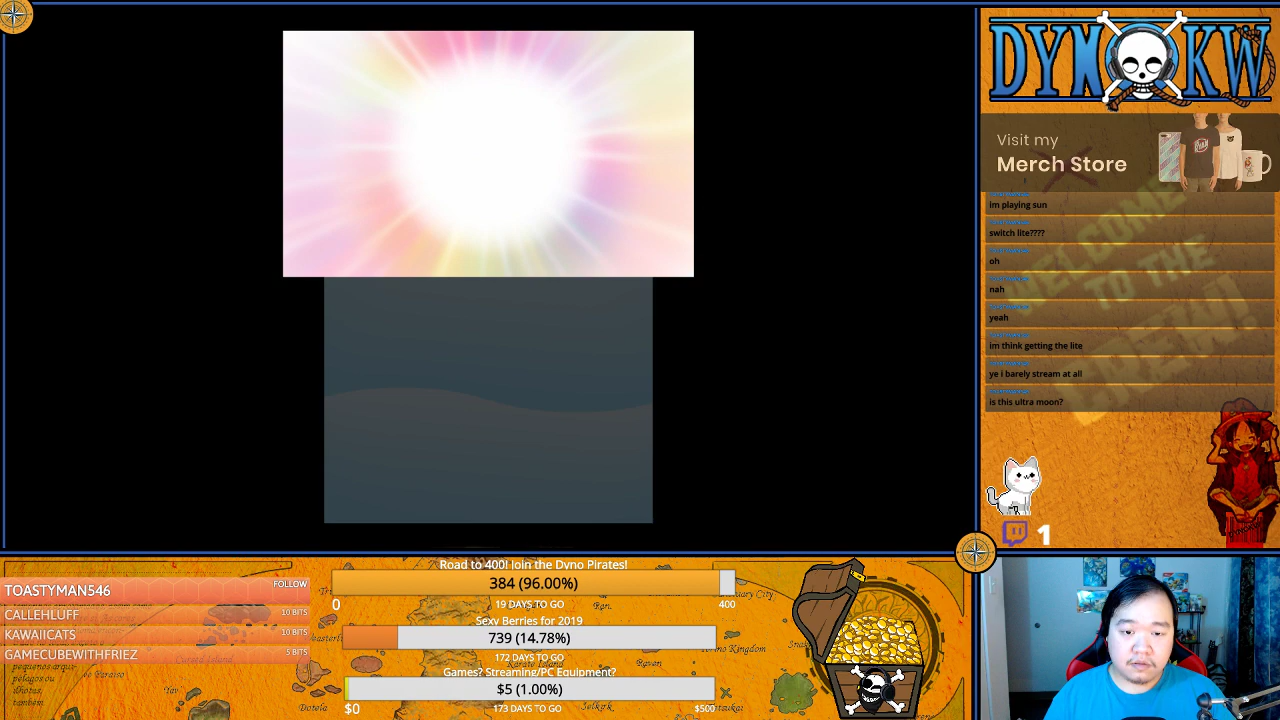 DYNOKW
Visit my
Merch Store
WELCOME
TO THE
CREW!
im playing sun
switch lite????
oh
nah
yeah
im think getting the lite
ye i barely stream at all
is this ultra moon?
1
TOASTYMAN546 FOLLOW
CALLEHLUFF 10 BITS
KAWAIICATS 10 BITS
GAMECUBEWITHFRIEZ 5 BITS
Road to 400! Join the Dyno Pirates!
384 (96.00%)
0 19 DAYS TO GO 400
Sexy Berries for 2019
739 (14.78%)
172 DAYS TO GO
Games? Streaming/PC Equipment?
$5 (1.00%)
$0 173 DAYS TO GO $500